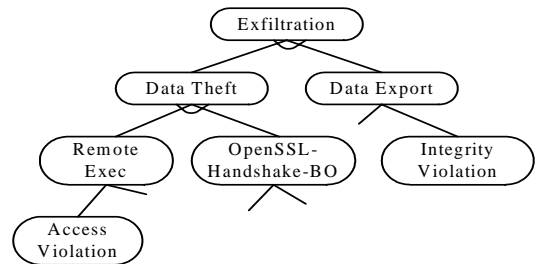 Exfiltration
Data Theft
Data Export
Remote
Exec
OpenSSL-
Handshake-BO
Integrity
Violation
Access
Violation